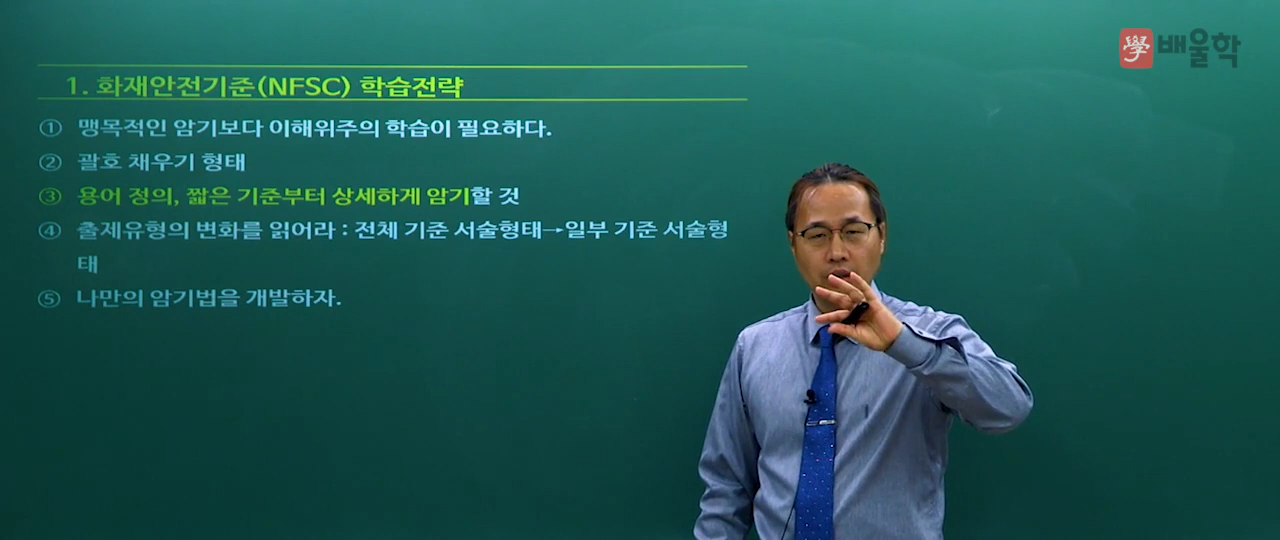 學 배울학
1. 화재안전기준(NFSC) 학습전략
① 맹목적인 암기보다 이해위주의 학습이 필요하다.
② 괄호 채우기 형태
③ 용어 정의, 짧은 기준부터 상세하게 암기할 것
④ 출제유형의 변화를 읽어라 : 전체 기준 서술형태→일부 기준 서술형
태
⑤ 나만의 암기법을 개발하자.